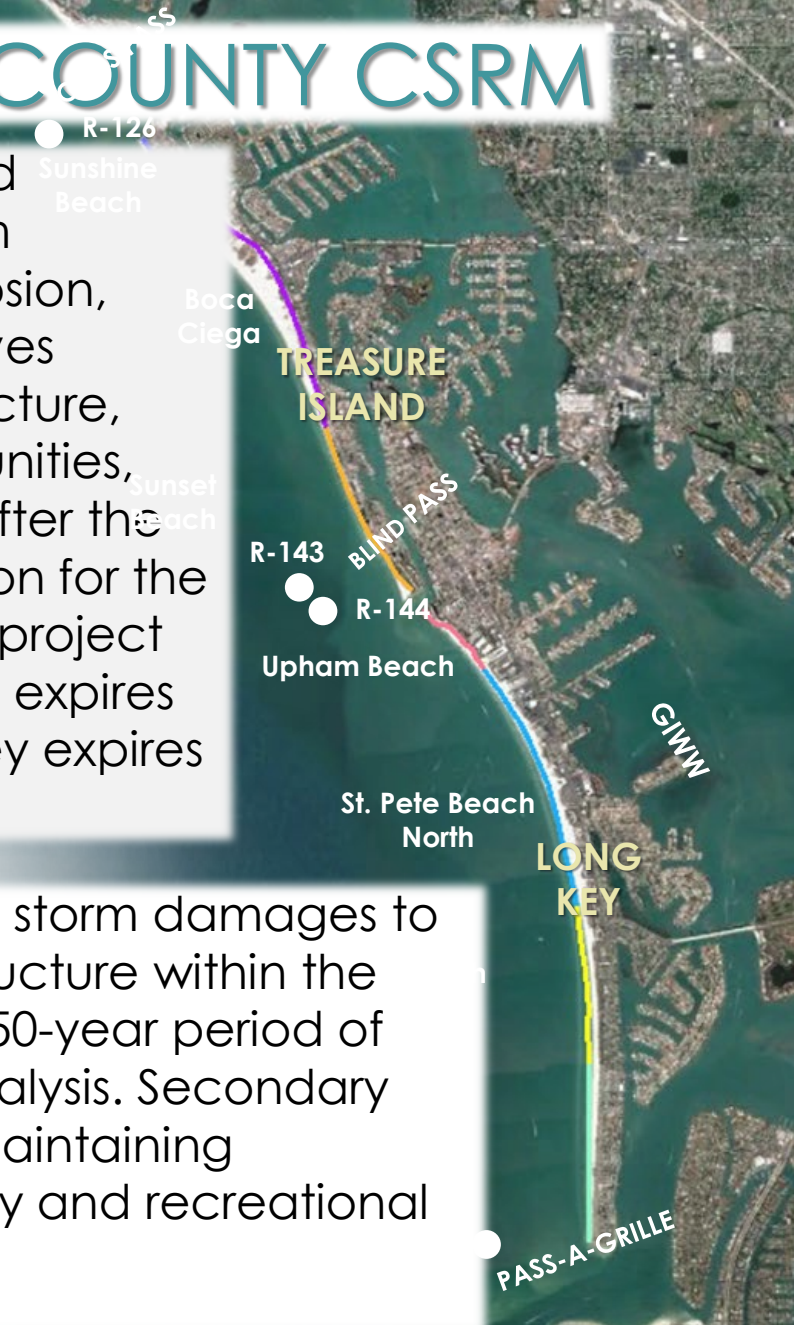 PASS
COUNTY CSRM
R-126
Sunshine
Beach
Boca
Ciega
TREASURE
ISLAND
Sunset
Beach
BLIND PASS
R-143
R-144
Upham Beach
GIWW
St. Pete Beach
North
LONG
KEY
PASS-A-GRILLE
osion,
cture,
unities,
fter the
on for the
project
expires
ey expires
storm damages to
ucture within the
50-year period of
alysis. Secondary
aintaining
y and recreational